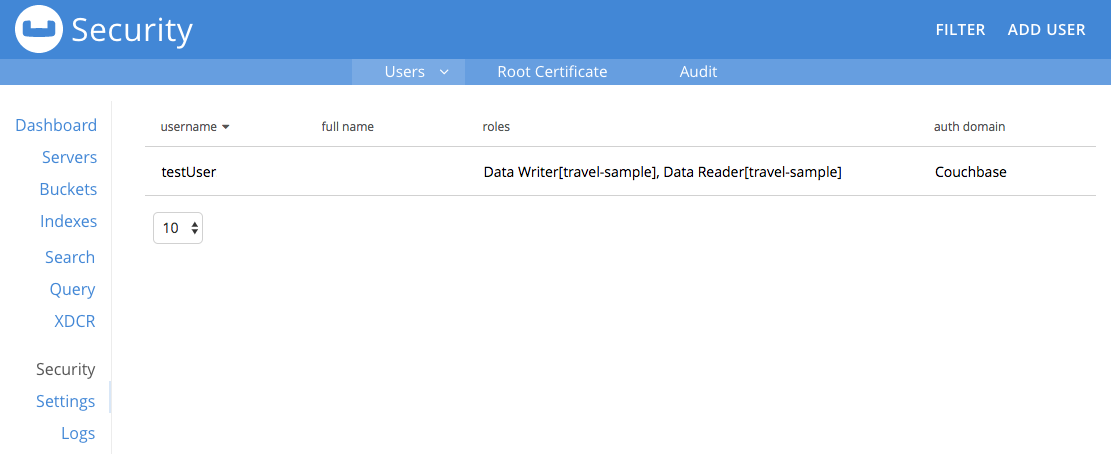 Security
FILTER ADD USER
Users Root Certificate Audit
Dashboard
Servers
Buckets
Indexes
Search
Query
XDCR
Security
Settings
Logs
username full name roles auth domain
testUser Data Writer[travel-sample], Data Reader[travel-sample] Couchbase
10